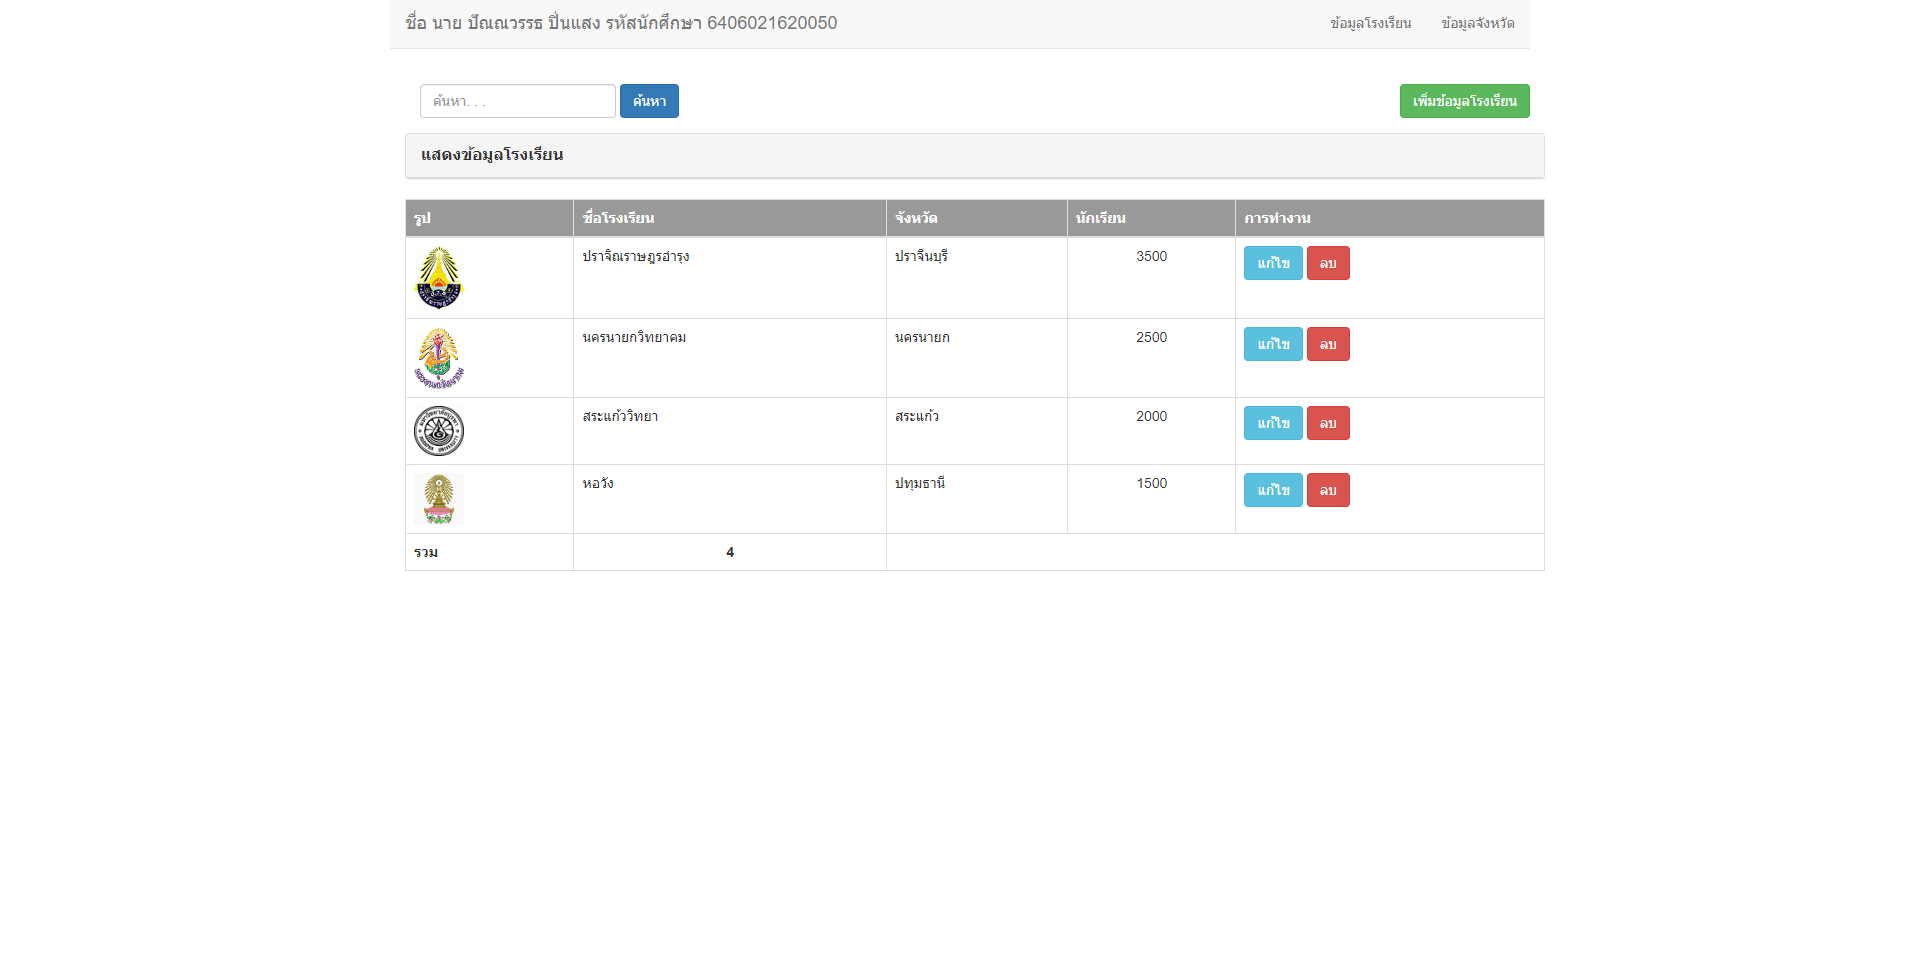 ชื่อ นาย ปัณณวรรธ ปิ่นแสง รหัสนักศึกษา 6406021620050 ข้อมูลโรงเรียน ข้อมูลจังหวัด
ค้นหา. . . ค้นหา เพิ่มข้อมูลโรงเรียน
แสดงข้อมูลโรงเรียน
รูป ชื่อโรงเรียน จังหวัด นักเรียน การทำงาน
ปราจิณราษฎรอำรุง ปราจีนบุรี 3500 แก้ไข ลบ
นครนายกวิทยาคม นครนายก 2500 แก้ไข ลบ
สระแก้ววิทยา สระแก้ว 2000 แก้ไข ลบ
หอวัง ปทุมธานี 1500 แก้ไข ลบ
รวม 4